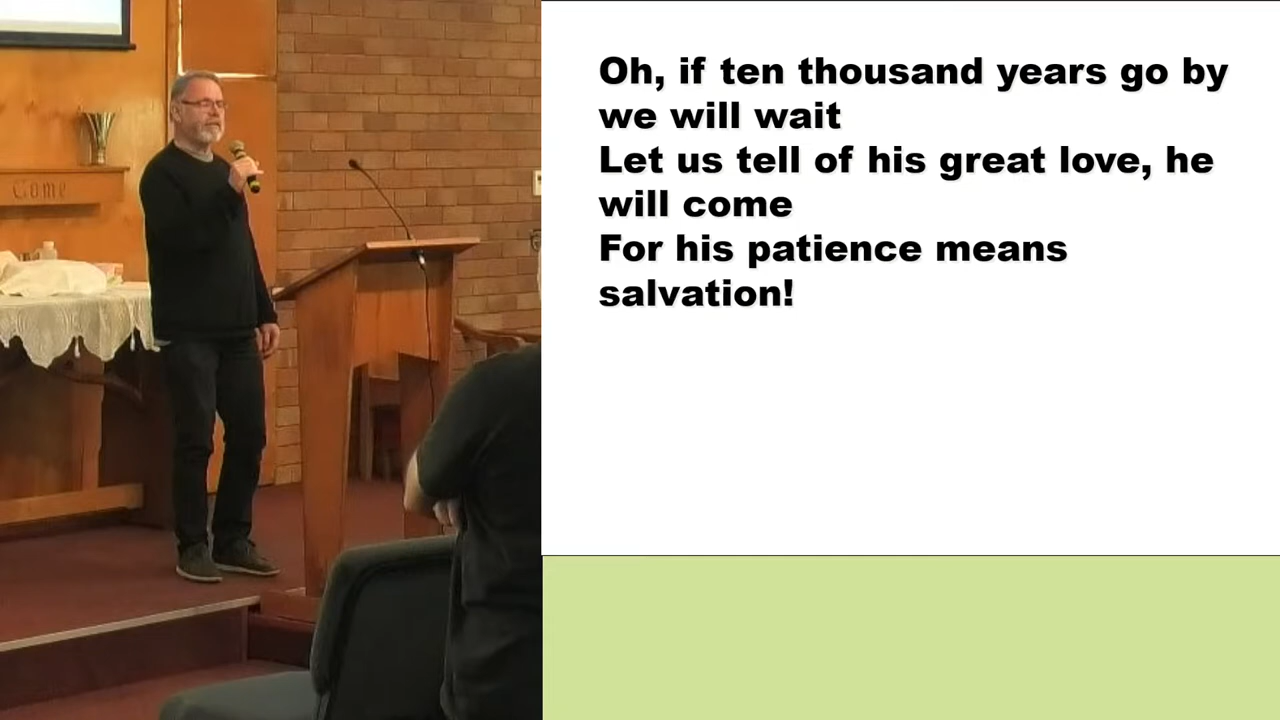 Come
Oh, if ten thousand years go by
we will wait
Let us tell of his great love, he
will come
For his patience means
salvation!